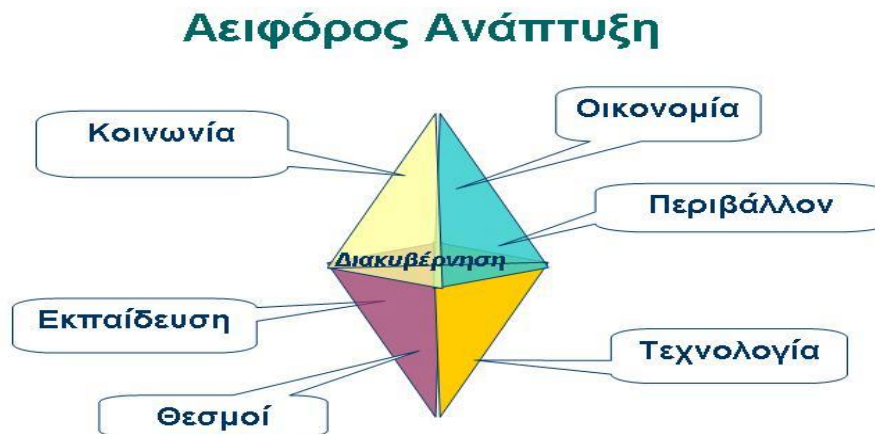 Αειφόρος Ανάπτυξη
Κοινωνία
Οικονομία
Περιβάλλον
Διακυβέρνηση
Εκπαίδευση
Τεχνολογία
Θεσμοί